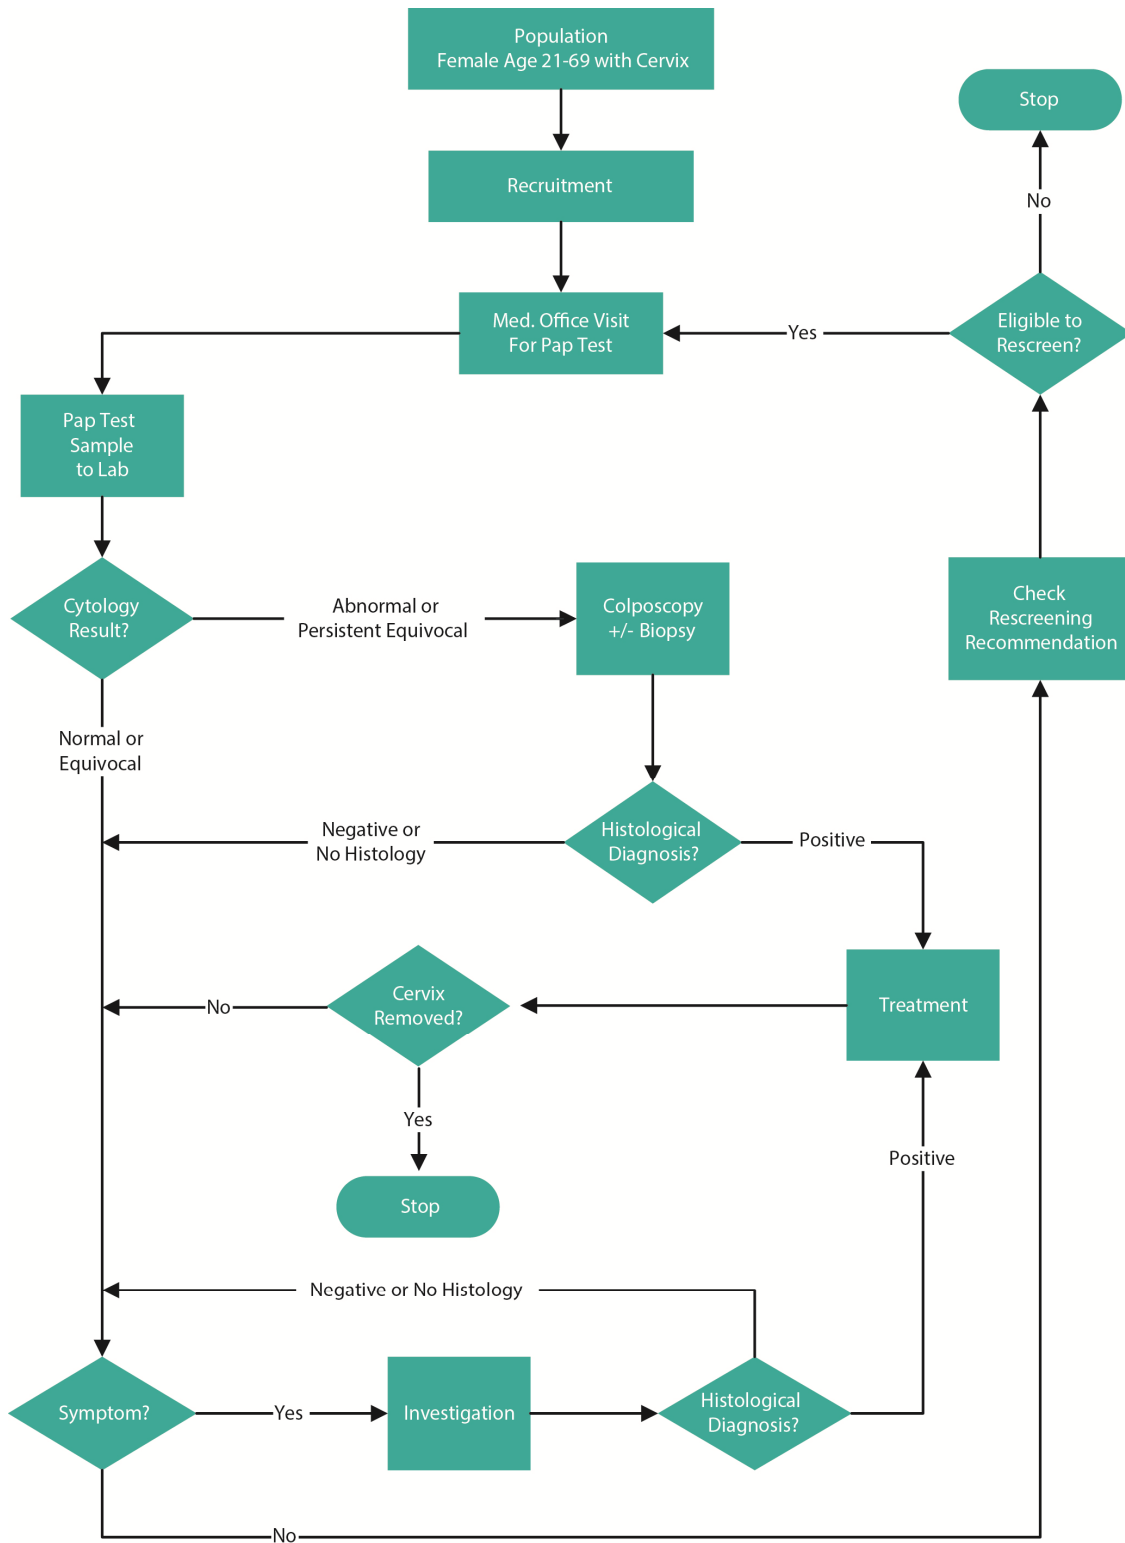 Population
Female Age 21-69 with Cervix
Stop
Recruitment
No
Med. Office Visit
For Pap Test
Yes
Eligible to
Rescreen?
Pap Test
Sample
to Lab
Cytology
Result?
Abnormal or
Persistent Equivocal
Colposcopy
+/- Biopsy
Check
Rescreening
Recommendation
Normal or
Equivocal
Negative or
No Histology
Histological
Diagnosis?
Positive
No
Cervix
Removed?
Treatment
Yes
Positive
Stop
Negative or No Histology
Symptom?
Yes
Investigation
Histological
Diagnosis?
No